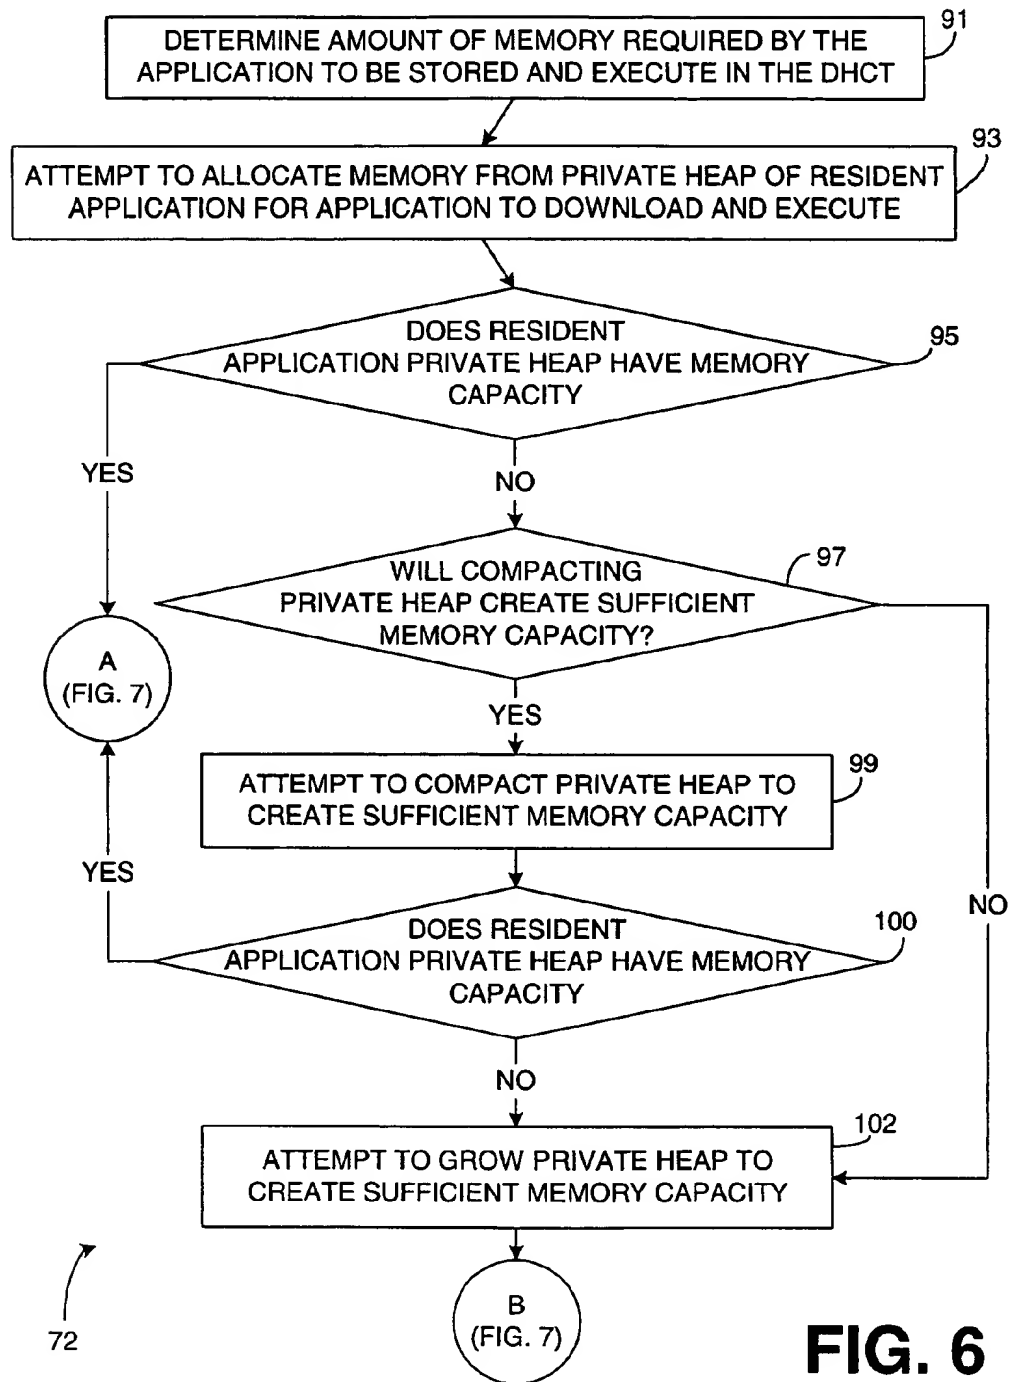 91
DETERMINE AMOUNT OF MEMORY REQUIRED BY THE
APPLICATION TO BE STORED AND EXECUTE IN THE DHCT
93
ATTEMPT TO ALLOCATE MEMORY FROM PRIVATE HEAP OF RESIDENT
APPLICATION FOR APPLICATION TO DOWNLOAD AND EXECUTE
DOES RESIDENT
APPLICATION PRIVATE HEAP HAVE MEMORY
CAPACITY
95
YES
NO
WILL COMPACTING
PRIVATE HEAP CREATE SUFFICIENT
MEMORY CAPACITY?
97
A
(FIG. 7)
YES
ATTEMPT TO COMPACT PRIVATE HEAP TO
CREATE SUFFICIENT MEMORY CAPACITY
99
YES
NO
DOES RESIDENT
APPLICATION PRIVATE HEAP HAVE MEMORY
CAPACITY
100
NO
102
ATTEMPT TO GROW PRIVATE HEAP TO
CREATE SUFFICIENT MEMORY CAPACITY
B
(FIG. 7)
72
FIG. 6